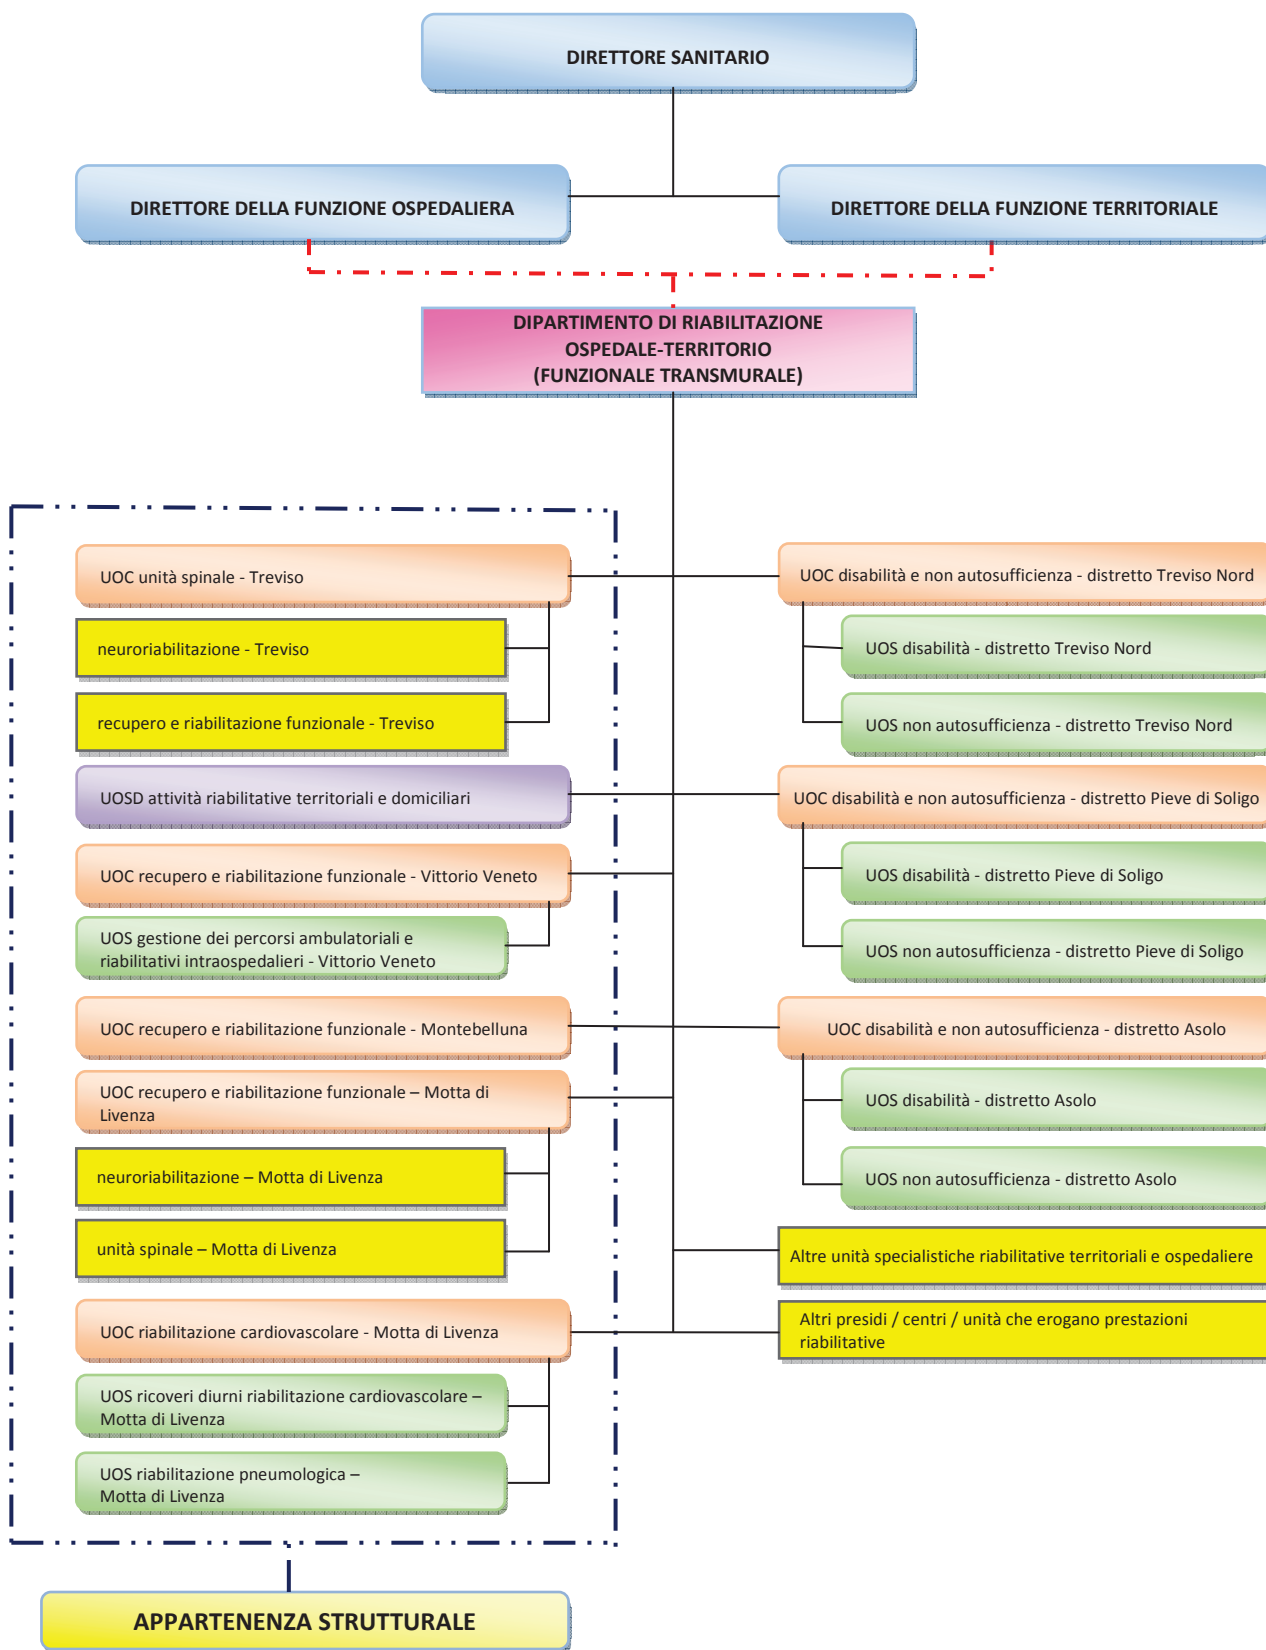 DIRETTORE SANITARIO
DIRETTORE DELLA FUNZIONE OSPEDALIERA
DIRETTORE DELLA FUNZIONE TERRITORIALE
DIPARTIMENTO DI RIABILITAZIONE
OSPEDALE-TERRITORIO
(FUNZIONALE TRANSMURALE)
UOC unità spinale - Treviso
neuroriabilitazione - Treviso
recupero e riabilitazione funzionale - Treviso
UOSD attività riabilitative territoriali e domiciliari
UOC recupero e riabilitazione funzionale - Vittorio Veneto
UOS gestione dei percorsi ambulatoriali e
riabilitativi intraospedalieri - Vittorio Veneto
UOC recupero e riabilitazione funzionale - Montebelluna
UOC recupero e riabilitazione funzionale – Motta di
Livenza
neuroriabilitazione – Motta di Livenza
unità spinale – Motta di Livenza
UOC riabilitazione cardiovascolare - Motta di Livenza
UOS ricoveri diurni riabilitazione cardiovascolare –
Motta di Livenza
UOS riabilitazione pneumologica –
Motta di Livenza
UOC disabilità e non autosufficienza - distretto Treviso Nord
UOS disabilità - distretto Treviso Nord
UOS non autosufficienza - distretto Treviso Nord
UOC disabilità e non autosufficienza - distretto Pieve di Soligo
UOS disabilità - distretto Pieve di Soligo
UOS non autosufficienza - distretto Pieve di Soligo
UOC disabilità e non autosufficienza - distretto Asolo
UOS disabilità - distretto Asolo
UOS non autosufficienza - distretto Asolo
Altre unità specialistiche riabilitative territoriali e ospedaliere
Altri presidi / centri / unità che erogano prestazioni
riabilitative
APPARTENENZA STRUTTURALE